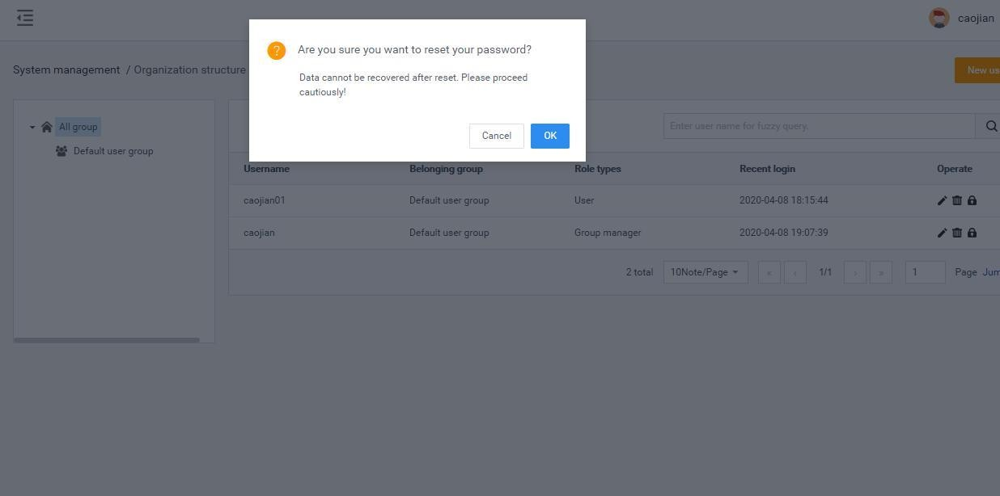 caojian
Are you sure you want to reset your password?
System management / Organization structure
New us
Data cannot be recovered after reset. Please proceed
cautiously!
All group
Enter user name for fuzzy query.
Cancel
OK
Default user group
Username Belonging group Role types Recent login Operate
caojian01 Default user group User 2020-04-08 18:15:44
caojian Default user group Group manager 2020-04-08 19:07:39
2 total 10Note/Page « ‹ 1/1 › » 1 Page Jum